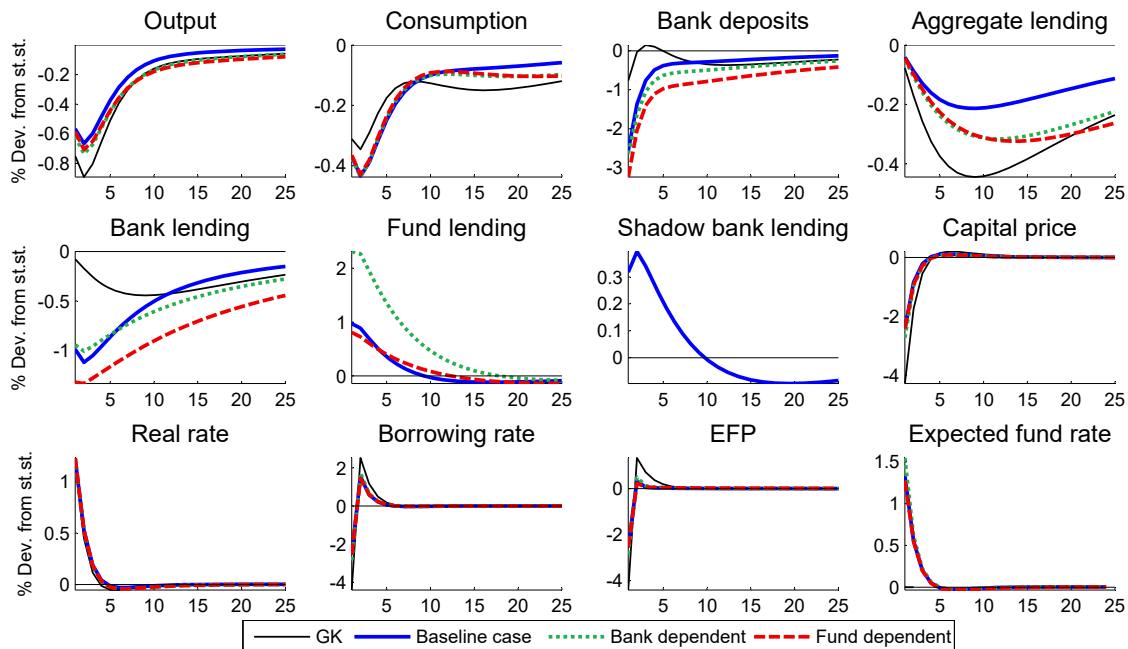 Output Consumption Bank deposits Aggregate lending
% Dev. from st.st.
0 0 0 0
-0.2 -0.2 -1 -0.2
-0.4 -0.4 -2 -0.4
-0.6 -3
-0.8
5 10 15 20 25 5 10 15 20 25 5 10 15 20 25 5 10 15 20 25
Bank lending Fund lending Shadow bank lending Capital price
% Dev. from st.st.
0 2 0.3 0
-0.5 1 0.2 -2
-1 0 0.1 -4
0
5 10 15 20 25 5 10 15 20 25 5 10 15 20 25 5 10 15 20 25
Real rate Borrowing rate EFP Expected fund rate
% Dev. from st.st.
1 2 0 1.5
0.5 0 -2 1
0 -2 -4 0.5
-4 0
5 10 15 20 25 5 10 15 20 25 5 10 15 20 25 5 10 15 20 25
GK Baseline case Bank dependent Fund dependent